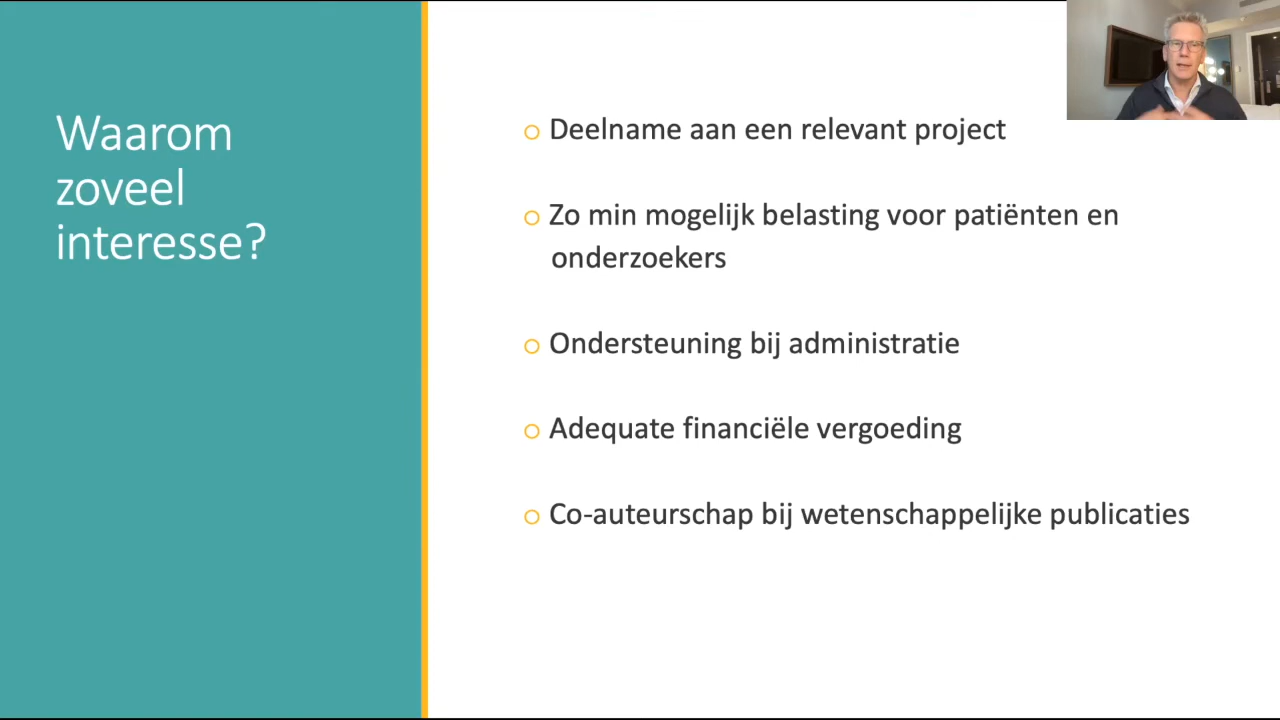 Waarom
zoveel
interesse?
Deelname aan een relevant project
Zo min mogelijk belasting voor patiënten en
onderzoekers
Ondersteuning bij administratie
Adequate financiële vergoeding
Co-auteurschap bij wetenschappelijke publicaties